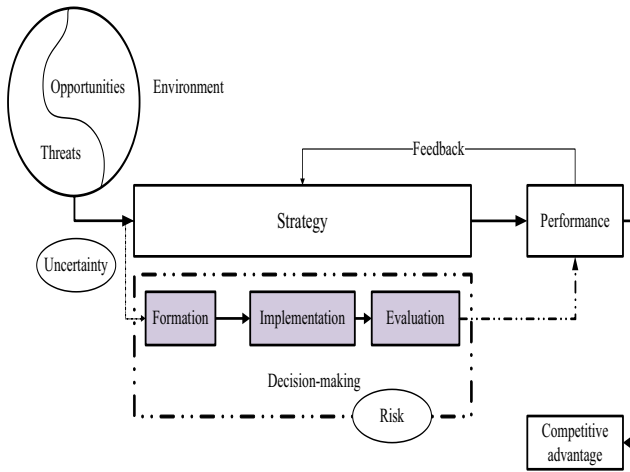 Opportunities
Environment
Threats
Feedback
Strategy
Performance
Uncertainty
Formation
Implementation
Evaluation
Decision-making
Risk
Competitive
advantage